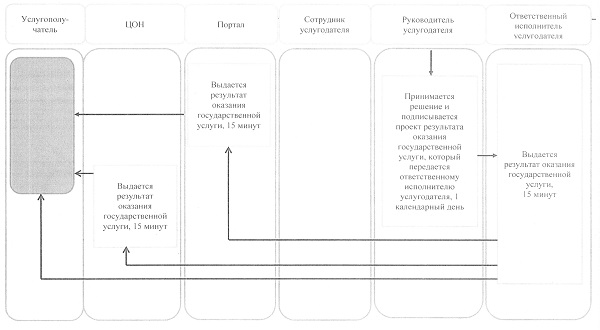 Услугополу-
чатель
ЦОН
Портал
Сотрудник
услугодателя
Руководитель
услугодателя
Ответственный
исполнитель
услугодателя
Выдается
результат
оказания
государственной
услуги, 15 минут
Выдается
результат
оказания
государственной
услуги, 15 минут
Принимается
решение и
подписывается
проект результата
оказания
государственной
услуги, который
передается
ответственному
исполнителю
услугодателя, 1
календарный день
Выдается
результат оказания
государственной
услуги,
15 минут